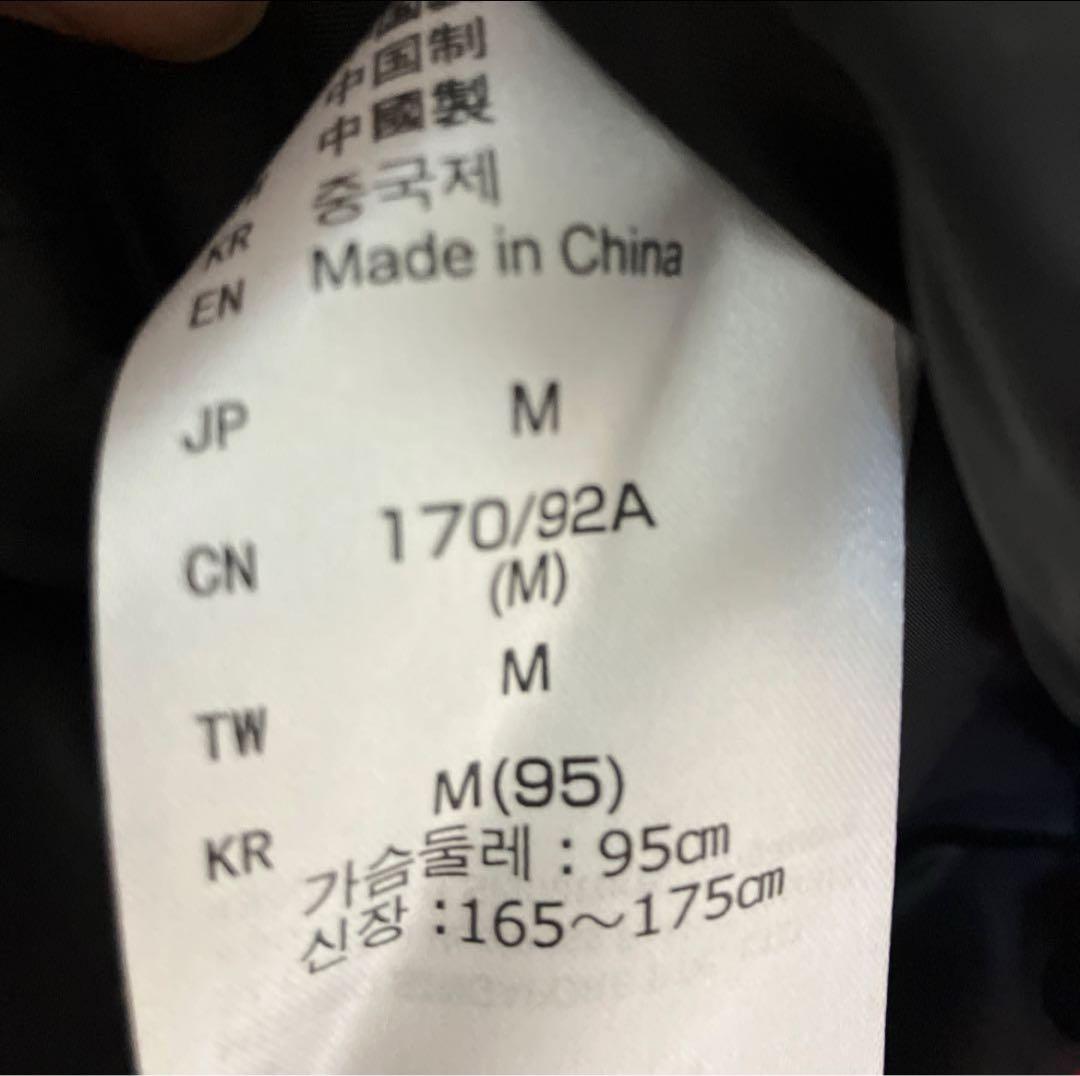 中国制
中國製
KR 중국제
EN Made in China
JP M
CN 170/92A
(M)
TW M
KR M(95)
가슴둘레 : 95㎝
신장 :165～175㎝